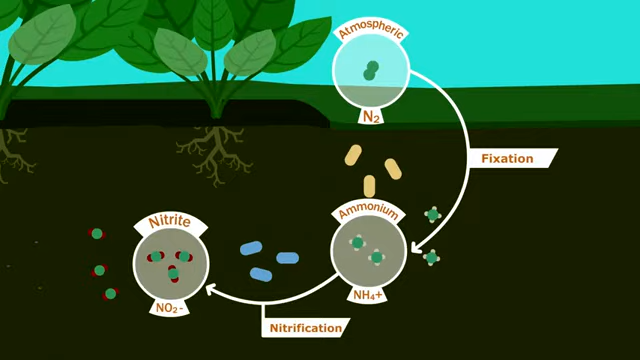 Atmospheric
N₂
Fixation
Ammonium
NH₄+
Nitrite
NO₂-
Nitrification